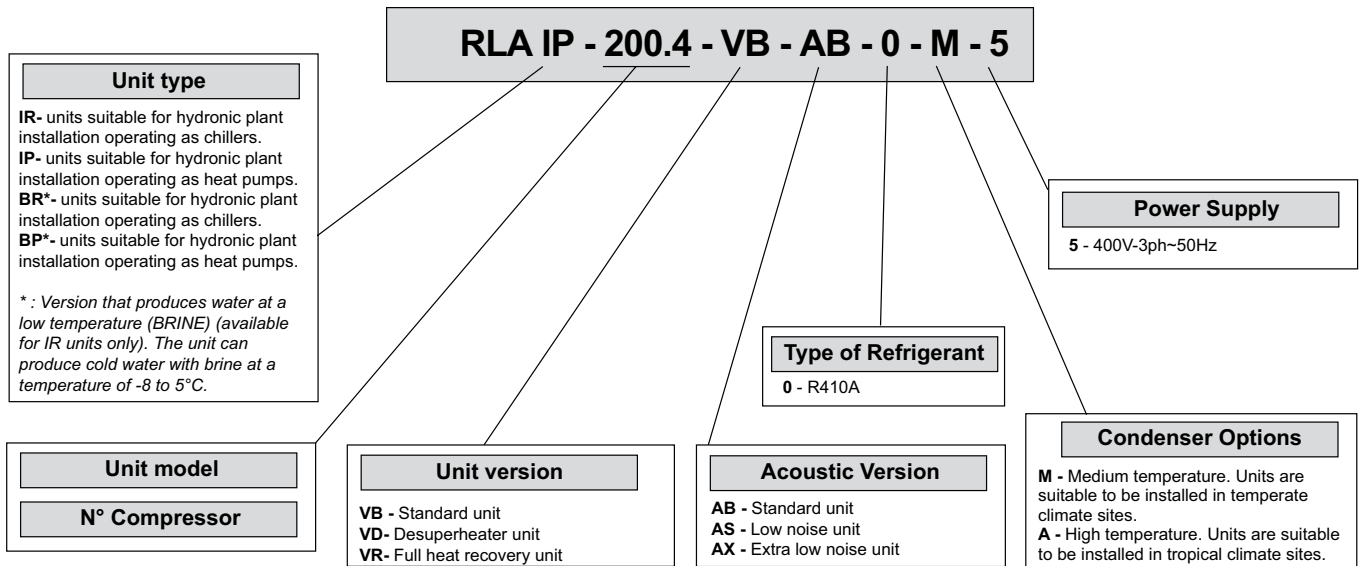 RLA IP - 200.4 - VB - AB - 0 - M - 5
Unit type
IR- units suitable for hydronic plant
installation operating as chillers.
IP- units suitable for hydronic plant
installation operating as heat pumps.
BR*- units suitable for hydronic plant
installation operating as chillers.
BP*- units suitable for hydronic plant
installation operating as heat pumps.
* : Version that produces water at a
low temperature (BRINE) (available
for IR units only). The unit can
produce cold water with brine at a
temperature of -8 to 5°C.
Power Supply
5 - 400V-3ph~50Hz
Type of Refrigerant
0 - R410A
Unit model
N° Compressor
Unit version
VB - Standard unit
VD- Desuperheater unit
VR- Full heat recovery unit
Acoustic Version
AB - Standard unit
AS - Low noise unit
AX - Extra low noise unit
Condenser Options
M - Medium temperature. Units are
suitable to be installed in temperate
climate sites.
A - High temperature. Units are suitable
to be installed in tropical climate sites.